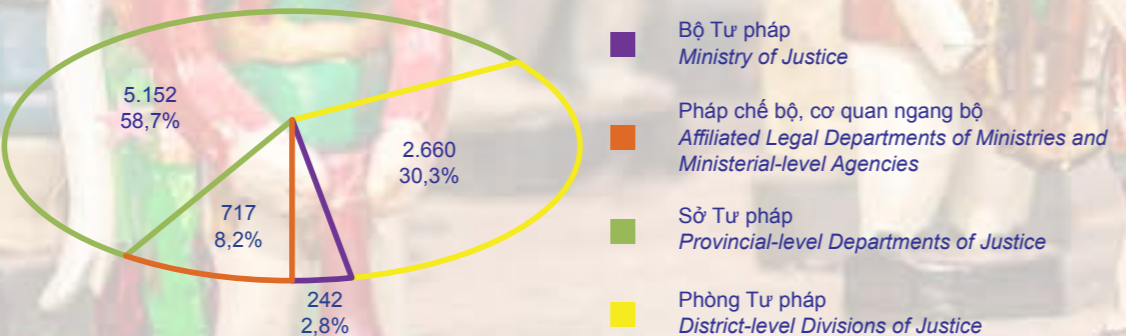 5.152
58,7%
2.660
30,3%
717
8,2%
242
2,8%
Bộ Tư pháp
Ministry of Justice
Pháp chế bộ, cơ quan ngang bộ
Affiliated Legal Departments of Ministries and
Ministerial-level Agencies
Sở Tư pháp
Provincial-level Departments of Justice
Phòng Tư pháp
District-level Divisions of Justice